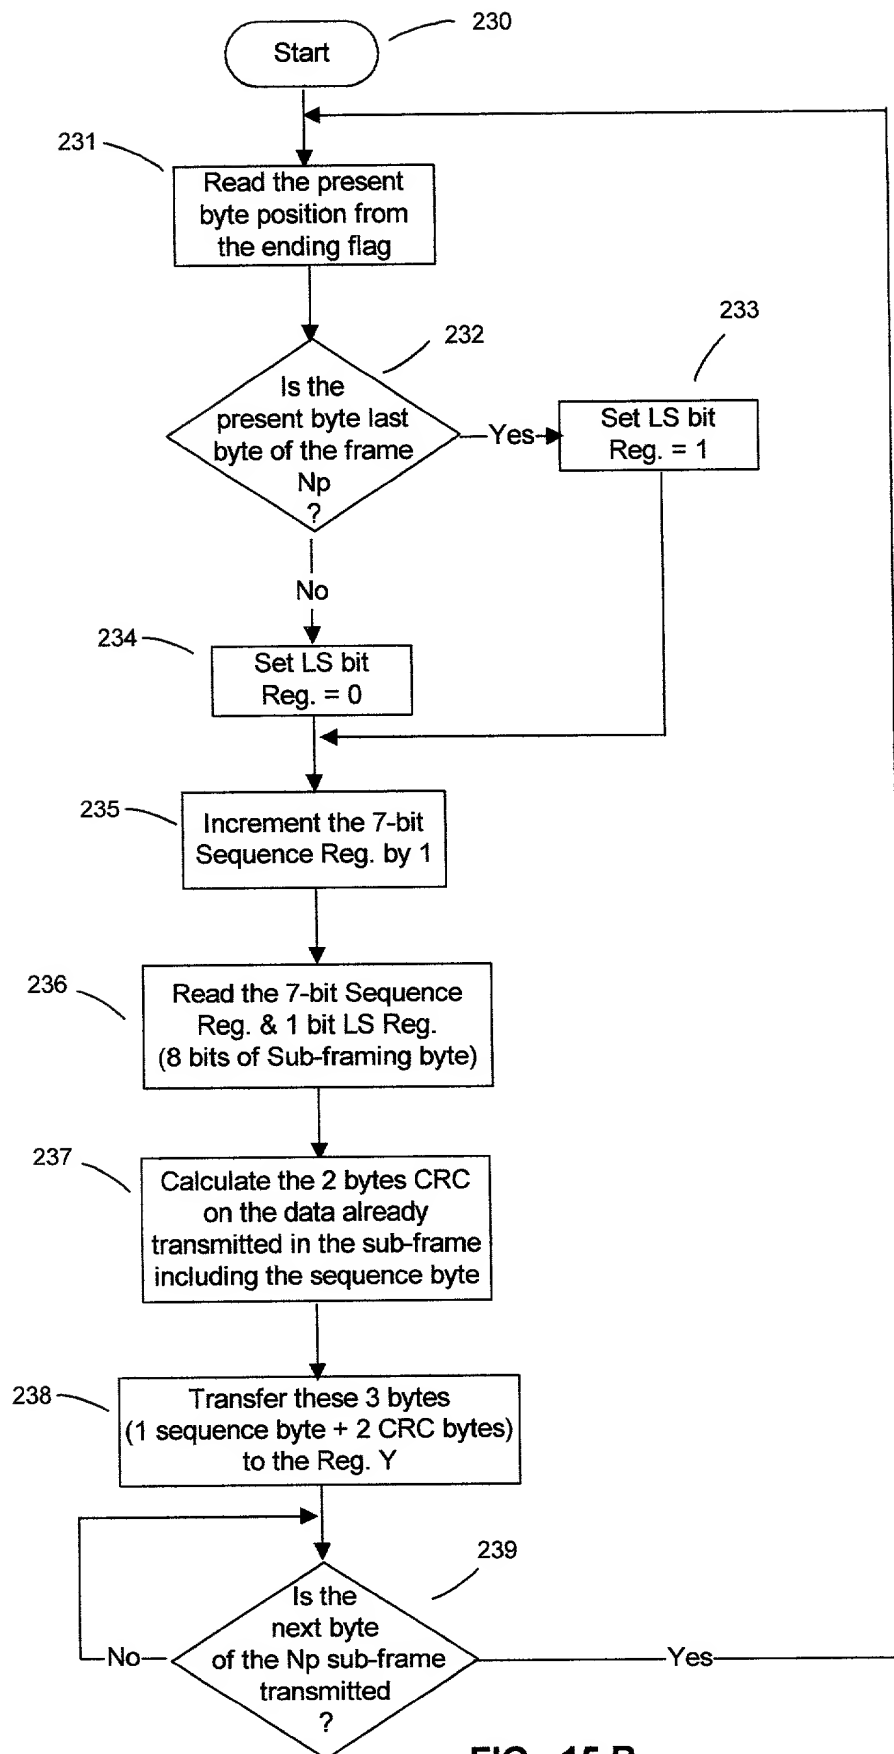 Start
230
231
Read the present
byte position from
the ending flag
232
Is the
present byte last
byte of the frame
Np
?
Yes
233
Set LS bit
Reg. = 1
No
234
Set LS bit
Reg. = 0
235
Increment the 7-bit
Sequence Reg. by 1
236
Read the 7-bit Sequence
Reg. & 1 bit LS Reg.
(8 bits of Sub-framing byte)
237
Calculate the 2 bytes CRC
on the data already
transmitted in the sub-frame
including the sequence byte
238
Transfer these 3 bytes
(1 sequence byte + 2 CRC bytes)
to the Reg. Y
239
Is the
next byte
of the Np sub-frame
transmitted
?
No
Yes
FIG. 15 B